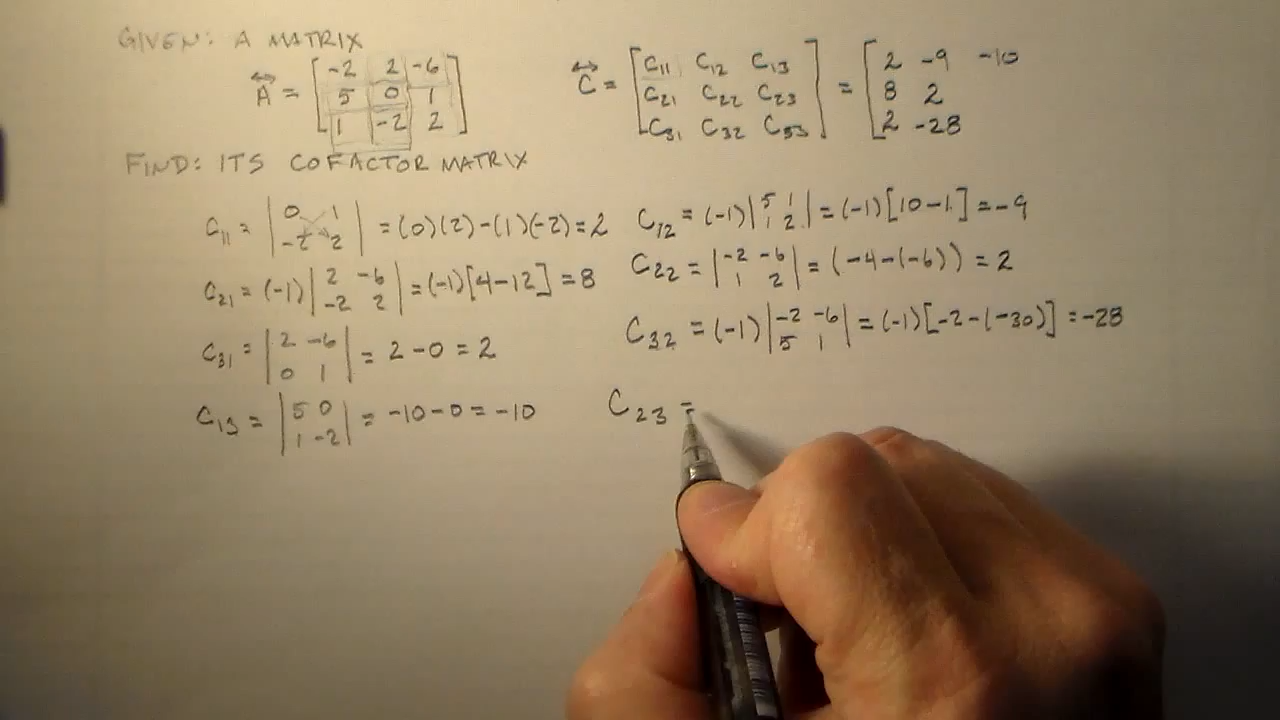 GIVEN: A MATRIX
↔A = [ -2 2 -6
5 0 1
1 -2 2 ]
↔C = [ C11 C12 C13
C21 C22 C23
C31 C32 C33 ] = [ 2 -9 -10
8 2
2 -28
FIND: ITS COFACTOR MATRIX
C11 = | 0 1
-2 2 | = (0)(2)-(1)(-2)=2
C12 = (-1)| 5 1
1 2 | = (-1)[10-1]=-9
C21 = (-1)| 2 -6
-2 2 | = (-1)[4-12]=8
C22 = | -2 -6
1 2 | = (-4-(-6)) = 2
C31 = | 2 -6
0 1 | = 2-0 = 2
C32 = (-1)| -2 -6
5 1 | = (-1)[-2-(-30)] = -28
C13 = | 5 0
1 -2 | = -10-0 = -10
C23 =